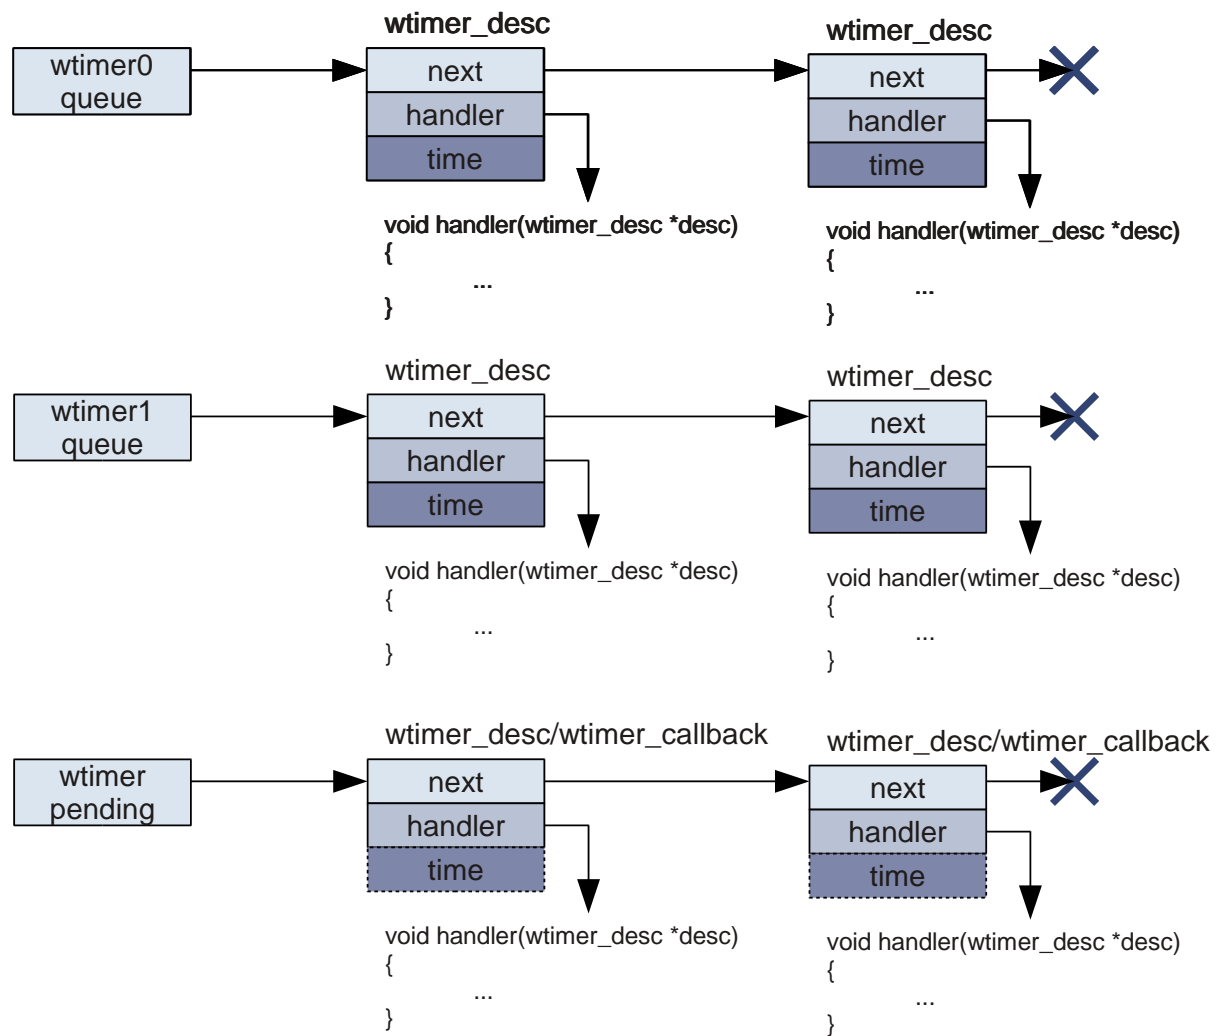 wtimer_desc
wtimer_desc
wtimer0
queue
next
handler
time
next
handler
time
void handler(wtimer_desc *desc)
{
...
}
void handler(wtimer_desc *desc)
{
...
}
wtimer_desc
wtimer_desc
wtimer1
queue
next
handler
time
next
handler
time
void handler(wtimer_desc *desc)
{
...
}
void handler(wtimer_desc *desc)
{
...
}
wtimer_desc/wtimer_callback
wtimer_desc/wtimer_callback
wtimer
pending
next
handler
time
next
handler
time
void handler(wtimer_desc *desc)
{
...
}
void handler(wtimer_desc *desc)
{
...
}